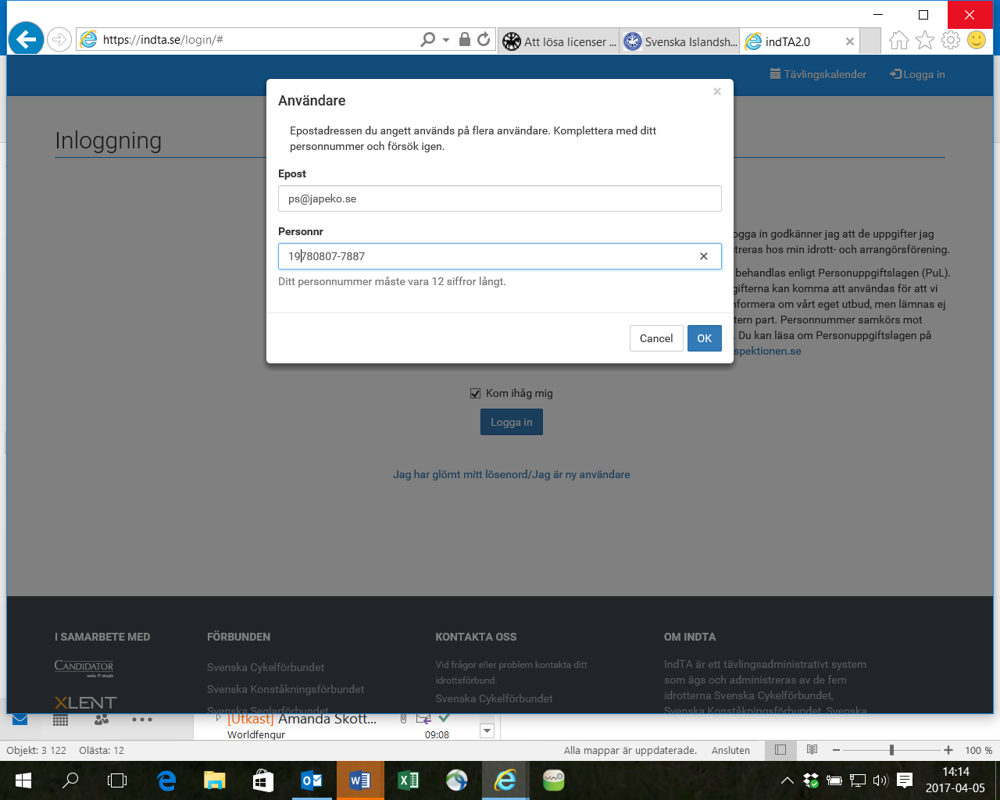 https://indta.se/login/#
Att lösa licenser ...
Svenska Islandsh...
indTA2.0
Tävlingskalender
Logga in
Inloggning
Användare
×
Epostadressen du angett används på flera användare. Komplettera med ditt
personnummer och försök igen.
Epost
ps@japeko.se
Personnr
19780807-7887
Ditt personnummer måste vara 12 siffror långt.
Cancel
OK
ogga in godkänner jag att de uppgifter jag
streras hos min idrott- och arrangörsförening.
behandlas enligt Personuppgiftslagen (PuL).
gifterna kan komma att användas för att vi
nformera om vårt eget utbud, men lämnas ej
tern part. Personnummer samkörs mot
. Du kan läsa om Personuppgiftslagen på
spektionen.se
Kom ihåg mig
Logga in
Jag har glömt mitt lösenord/Jag är ny användare
I SAMARBETE MED
CANDIDATOR
make IT simple
XLENT
FÖRBUNDEN
Svenska Cykelförbundet
Svenska Konståkningsförbundet
Svenska Seglarförbundet
KONTAKTA OSS
Vid frågor eller problem kontakta ditt
idrottsförbund.
Svenska Cykelförbundet
OM INDTA
IndTA är ett tävlingsadministrativt system
som ägs och administreras av de fem
idrotterna Svenska Cykelförbundet,
Svenska Konståkningsförbundet, Svenska
[Utkast] Amanda Skott...
Worldfengur
09:08
Objekt: 3 122
Olästa: 12
Alla mappar är uppdaterade.
Ansluten
100 %
uno
14:14
2017-04-05